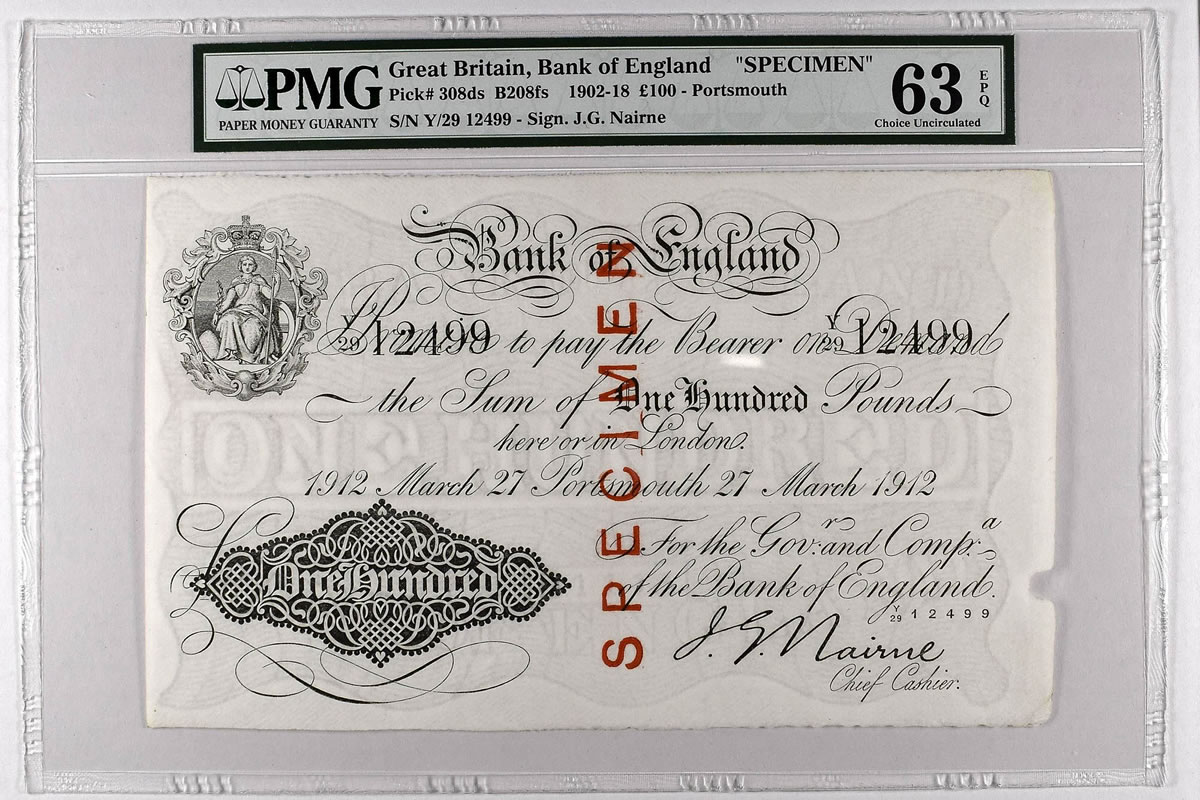 PMG
PAPER MONEY GUARANTY
Great Britain, Bank of England "SPECIMEN"
Pick# 308ds B208fs 1902-18 £100 - Portsmouth
S/N Y/29 12499 - Sign. J.G. Nairne
63 EPQ
Choice Uncirculated
Bank of England
Y/29 12499 Y/29 12499
I Promise to pay the Bearer on Demand
the Sum of One Hundred Pounds
here or in London.
1912 March 27 Portsmouth 27 March 1912
For the Govr: and Compa:
of the Bank of England.
£ One Hundred
Y/29 12499
J. G. Nairne
Chief Cashier.
SPECIMEN